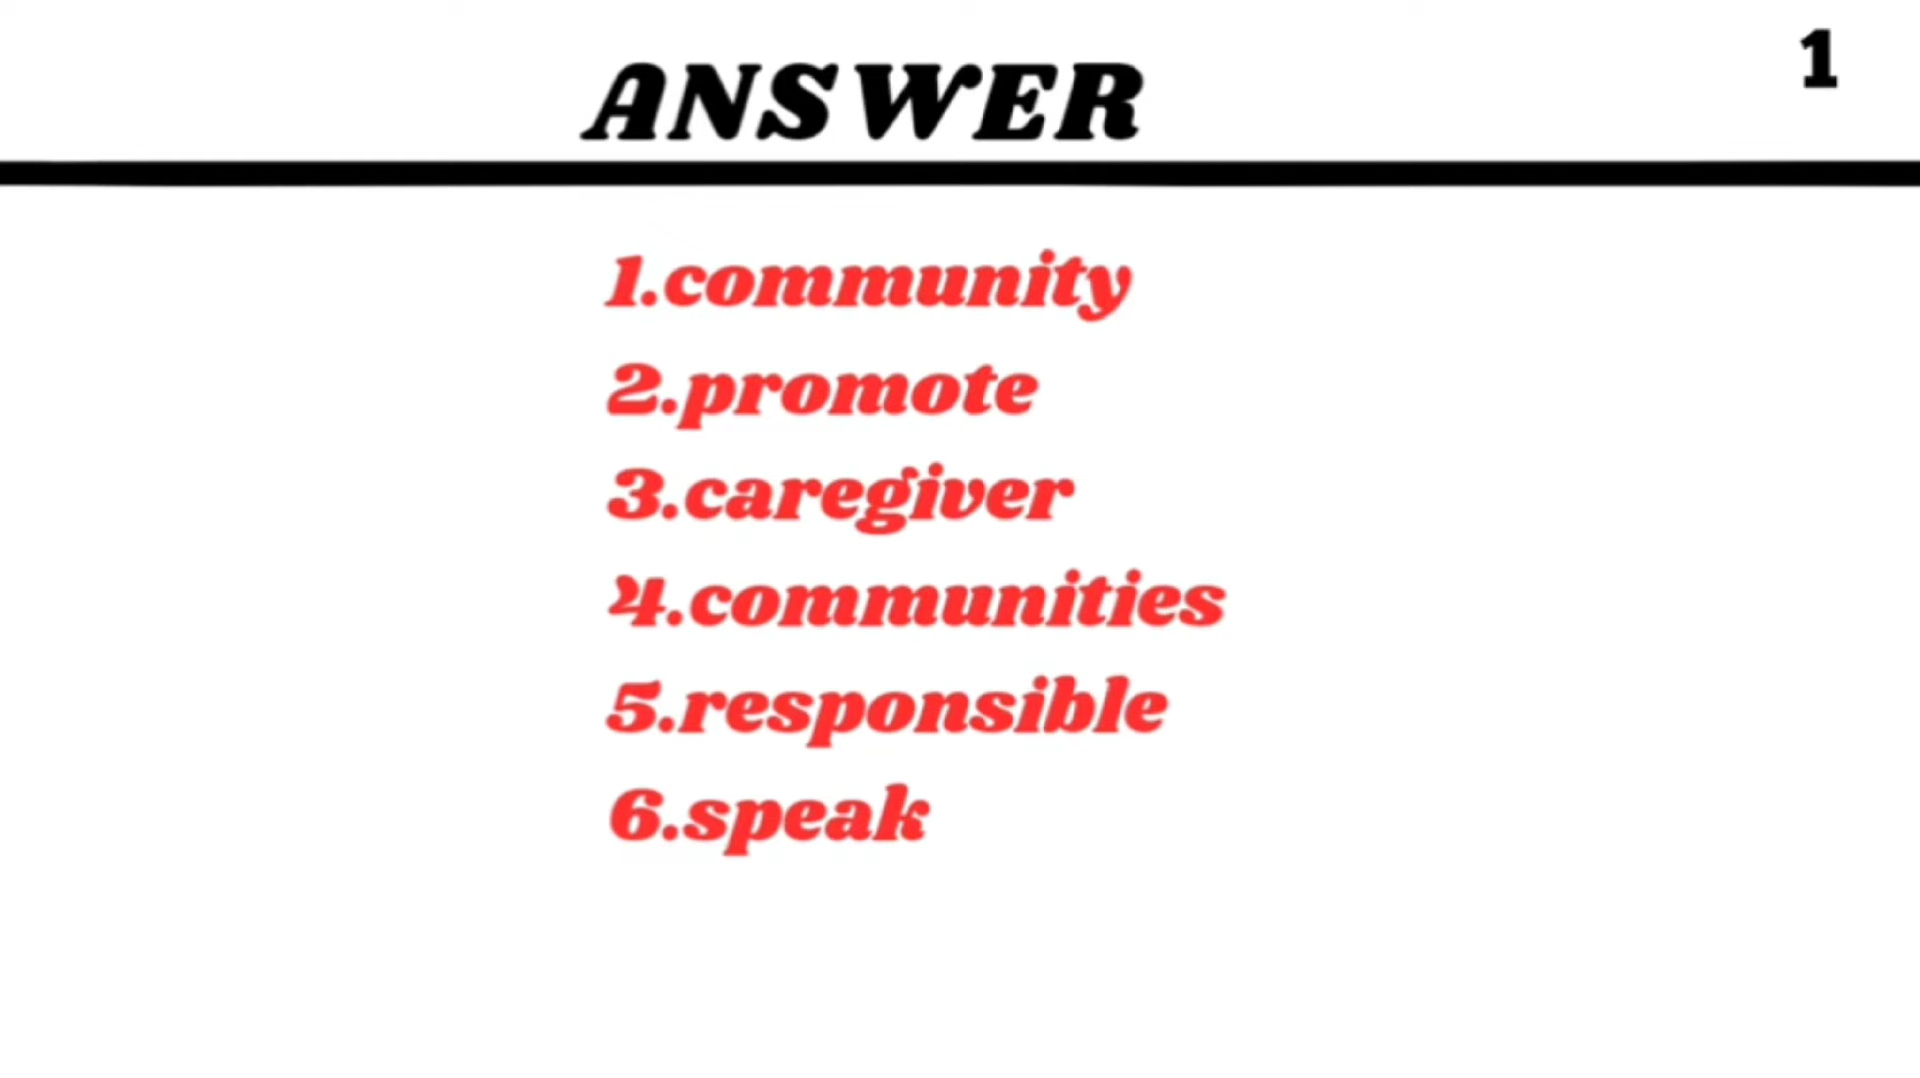 1
ANSWER
1.community
2.promote
3.caregiver
4.communities
5.responsible
6.speak